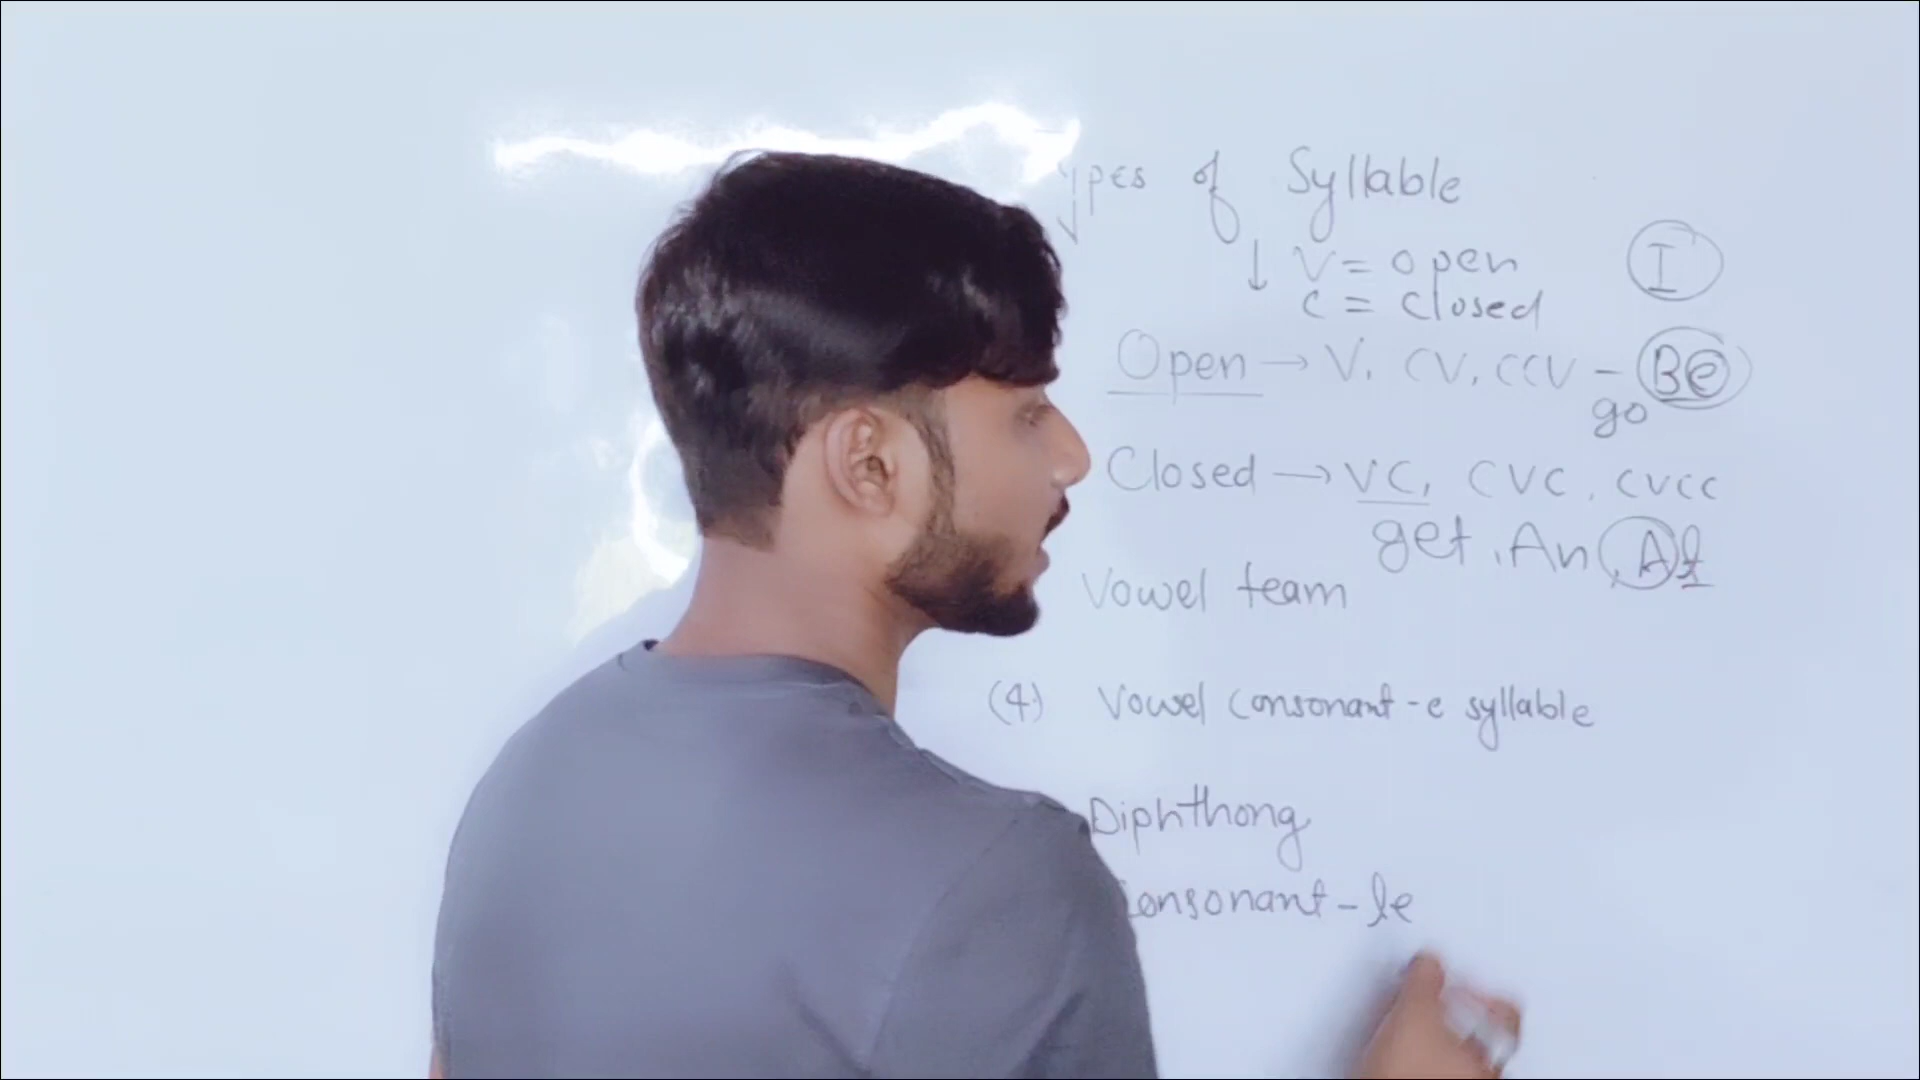 ypes of Syllable
↓ V = open I
C = closed
Open → V, CV, CCV - Be
go
Closed → VC, CVC, CVCC
get, An, At
Vowel team
(4) Vowel consonant-e syllable
Diphthong
Consonant-le